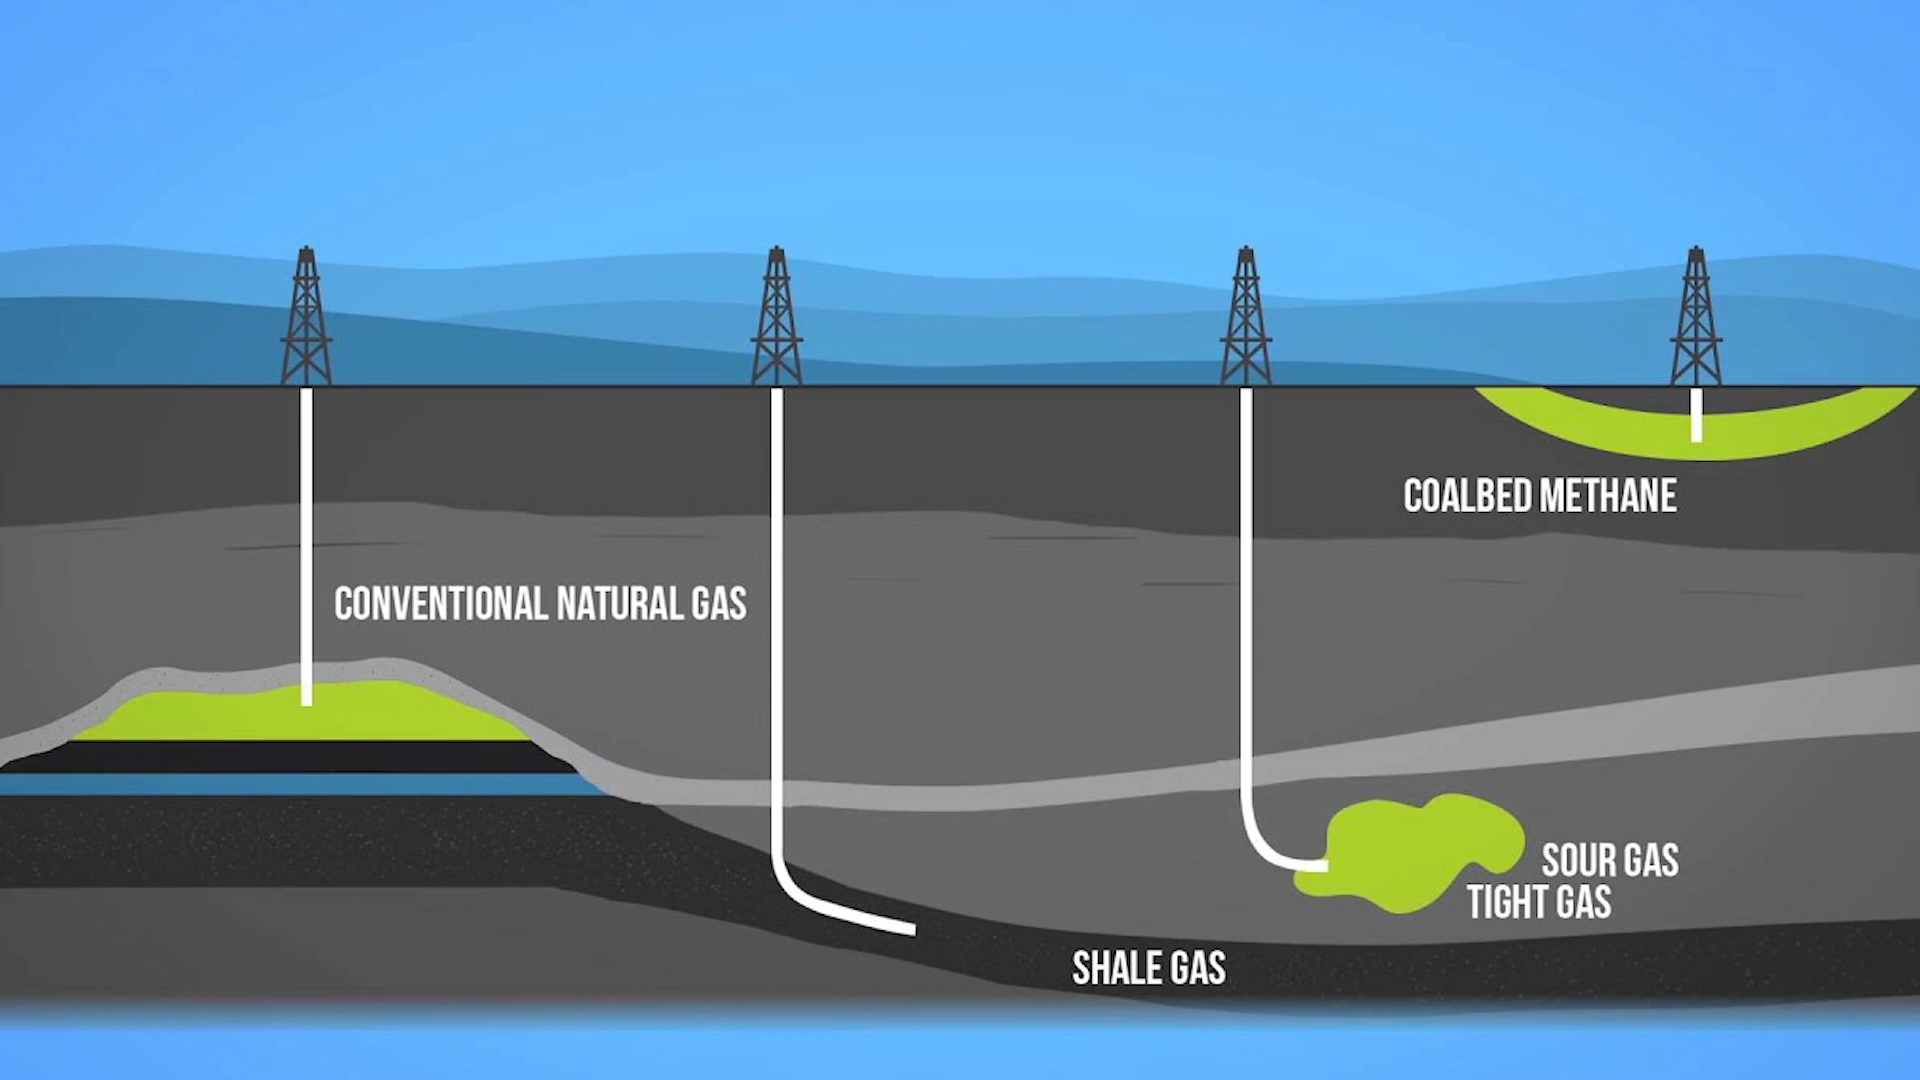 COALBED METHANE
CONVENTIONAL NATURAL GAS
SOUR GAS
TIGHT GAS
SHALE GAS